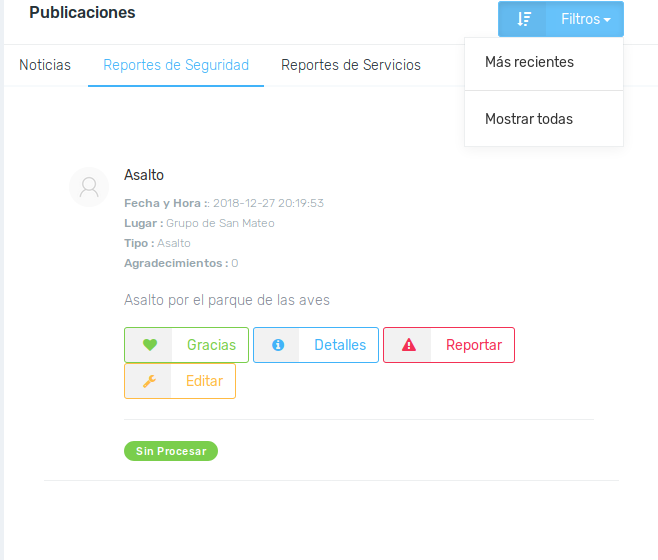 Publicaciones
Filtros
Noticias
Reportes de Seguridad
Reportes de Servicios
Más recientes
Mostrar todas
Asalto
Fecha y Hora :: 2018-12-27 20:19:53
Lugar : Grupo de San Mateo
Tipo : Asalto
Agradecimientos : 0
Asalto por el parque de las aves
Gracias
Detalles
Reportar
Editar
Sin Procesar